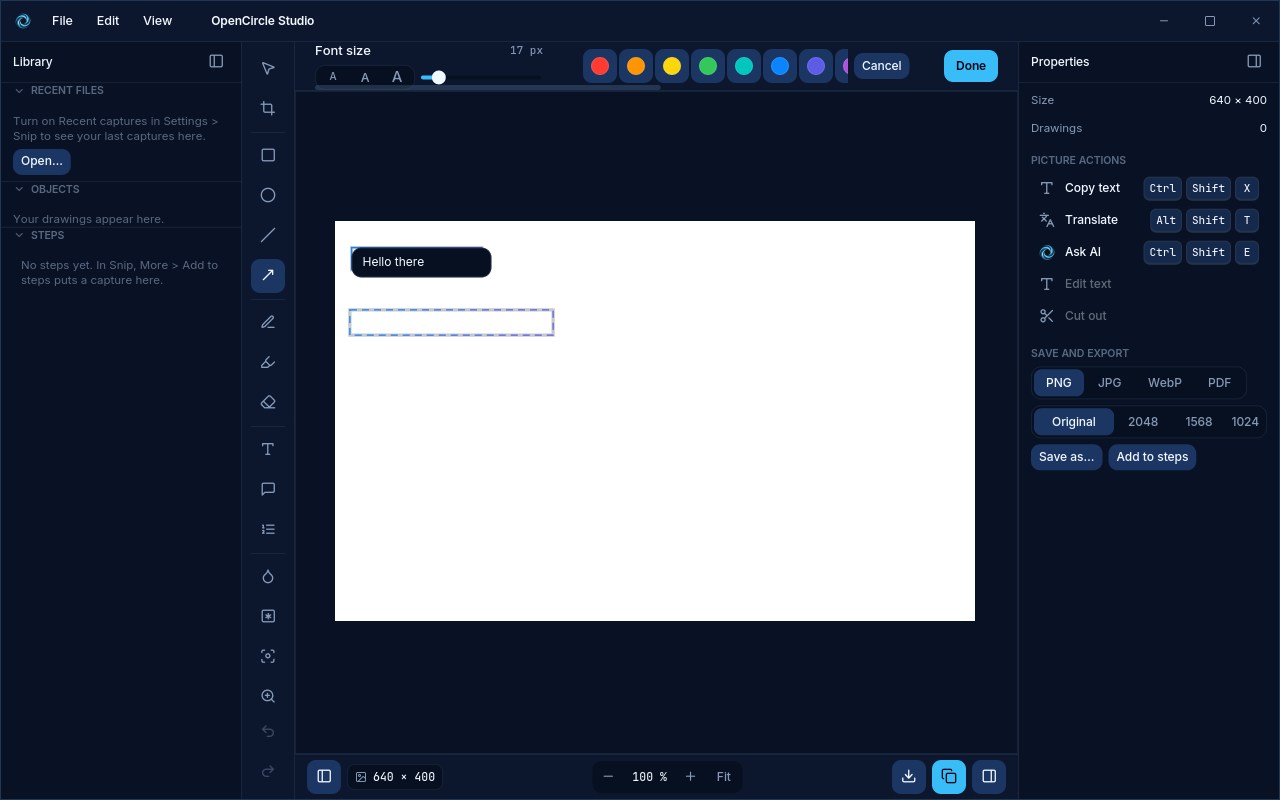 File Edit View OpenCircle Studio
Library
RECENT FILES
Turn on Recent captures in Settings >
Snip to see your last captures here.
Open...
OBJECTS
Your drawings appear here.
STEPS
No steps yet. In Snip, More > Add to
steps puts a capture here.
Font size 17 px
A A A
Cancel
Done
Hello there
640 × 400
100 %
Fit
Properties
Size 640 × 400
Drawings 0
PICTURE ACTIONS
Copy text Ctrl Shift X
Translate Alt Shift T
Ask AI Ctrl Shift E
Edit text
Cut out
SAVE AND EXPORT
PNG JPG WebP PDF
Original 2048 1568 1024
Save as... Add to steps